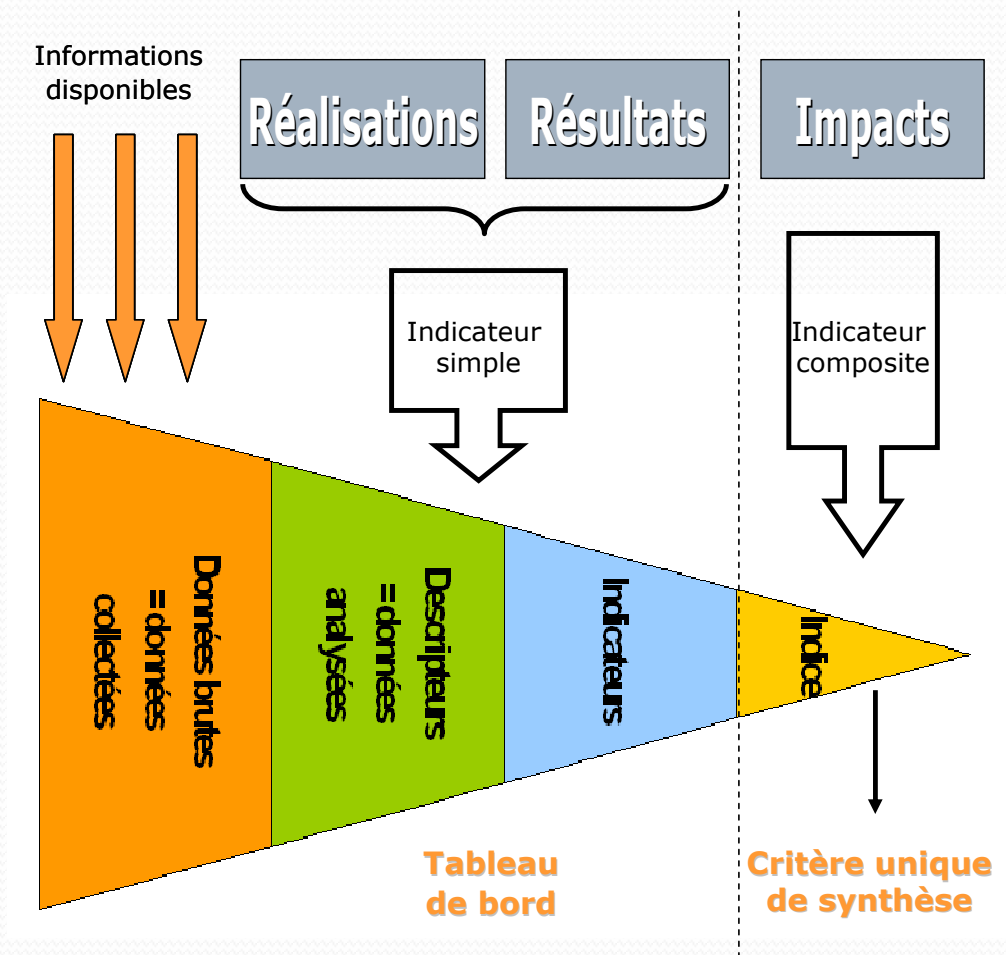 Informations
disponibles
Réalisations
Résultats
Impacts
Indicateur
simple
Indicateur
composite
Données brutes
= données
collectées
Descripteurs
= données
analysées
Indicateurs
Indice
Tableau
de bord
Critère unique
de synthèse